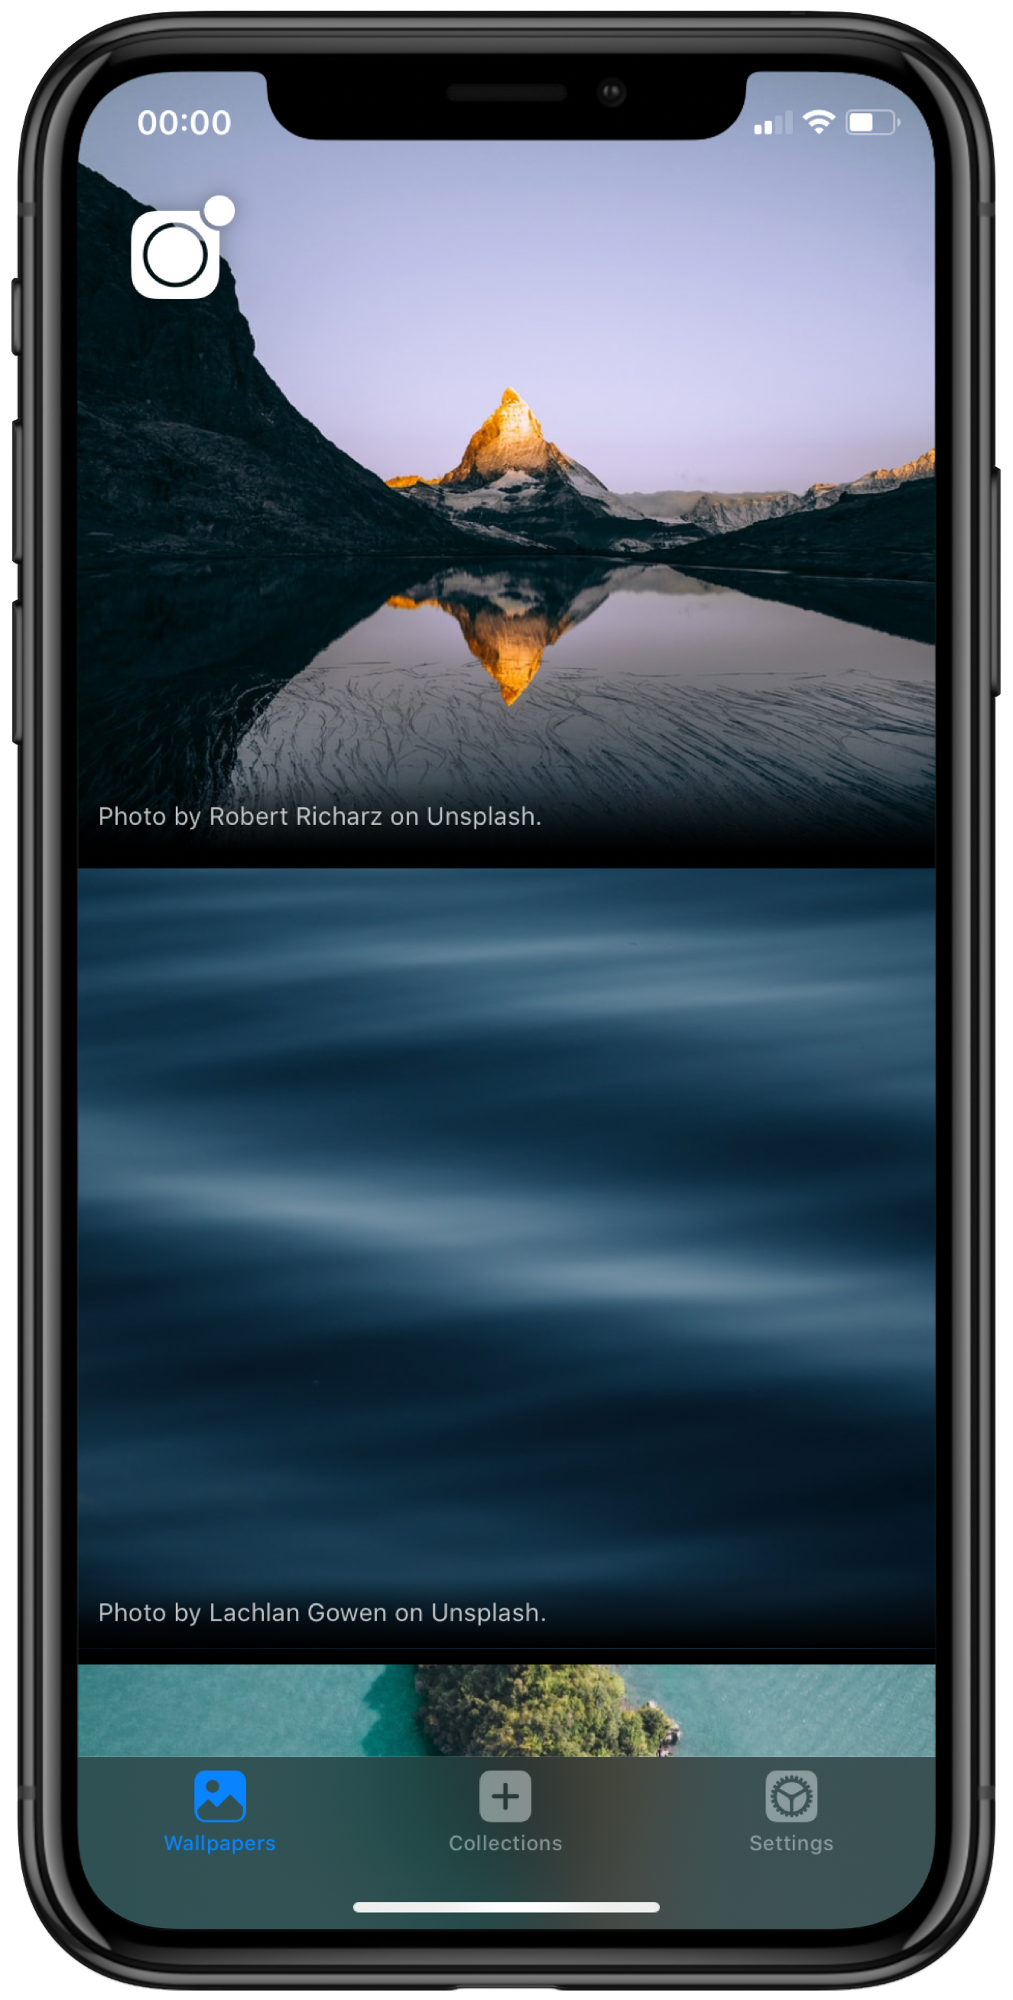 00:00
Photo by Robert Richarz on Unsplash.
Photo by Lachlan Gowen on Unsplash.
Wallpapers
Collections
Settings